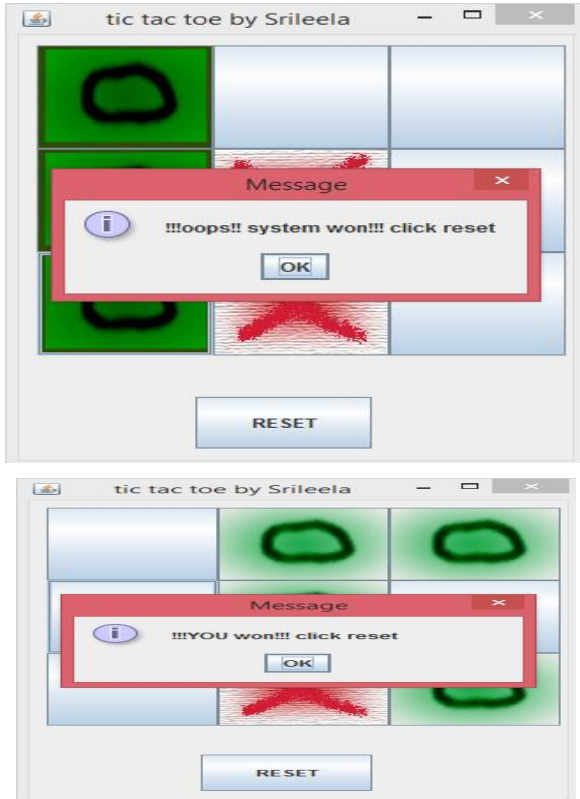 tic tac toe by Srileela
Message
!!!oops!! system won!!! click reset
OK
RESET
tic tac toe by Srileela
Message
!!!YOU won!!! click reset
OK
RESET